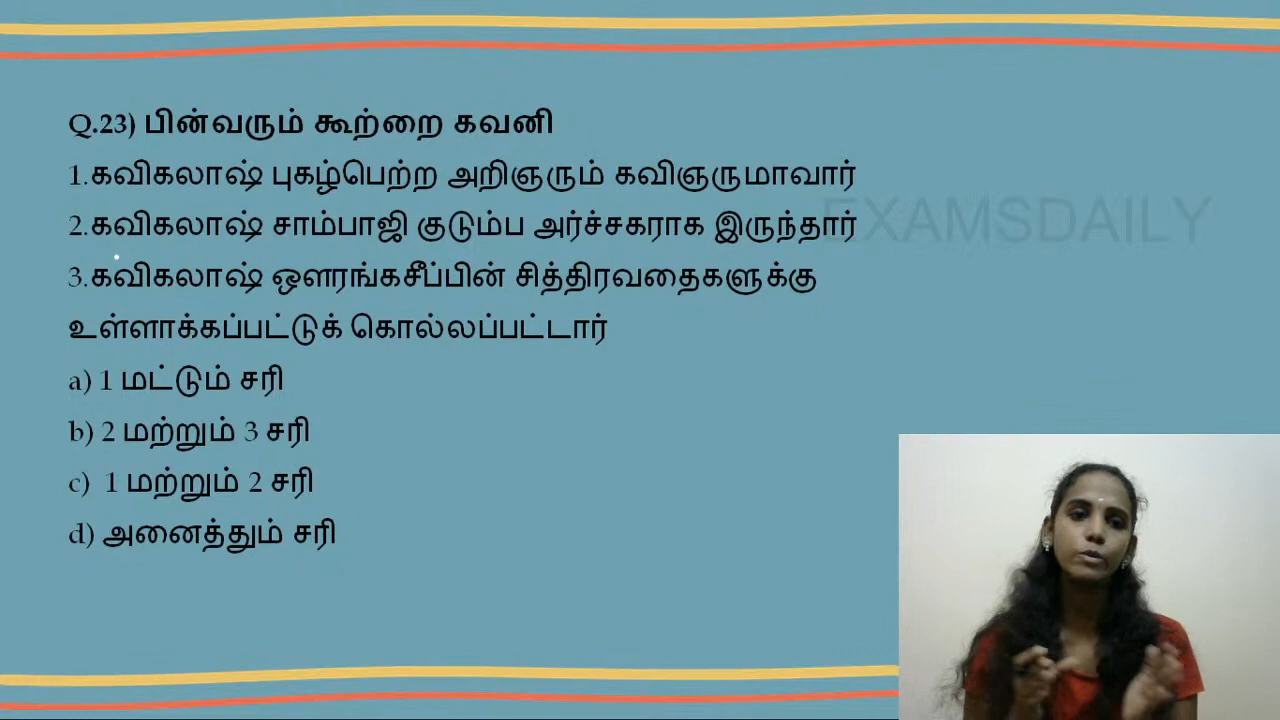 Q.23) பின்வரும் கூற்றை கவனி
1.கவிகலாஷ் புகழ்பெற்ற அறிஞரும் கவிஞருமாவார்
EXAMSDAILY
2.கவிகலாஷ் சாம்பாஜி குடும்ப அர்ச்சகராக இருந்தார்
3.கவிகலாஷ் ஔரங்கசீப்பின் சித்திரவதைகளுக்கு
உள்ளாக்கப்பட்டுக் கொல்லப்பட்டார்
a) 1 மட்டும் சரி
b) 2 மற்றும் 3 சரி
c) 1 மற்றும் 2 சரி
d) அனைத்தும் சரி